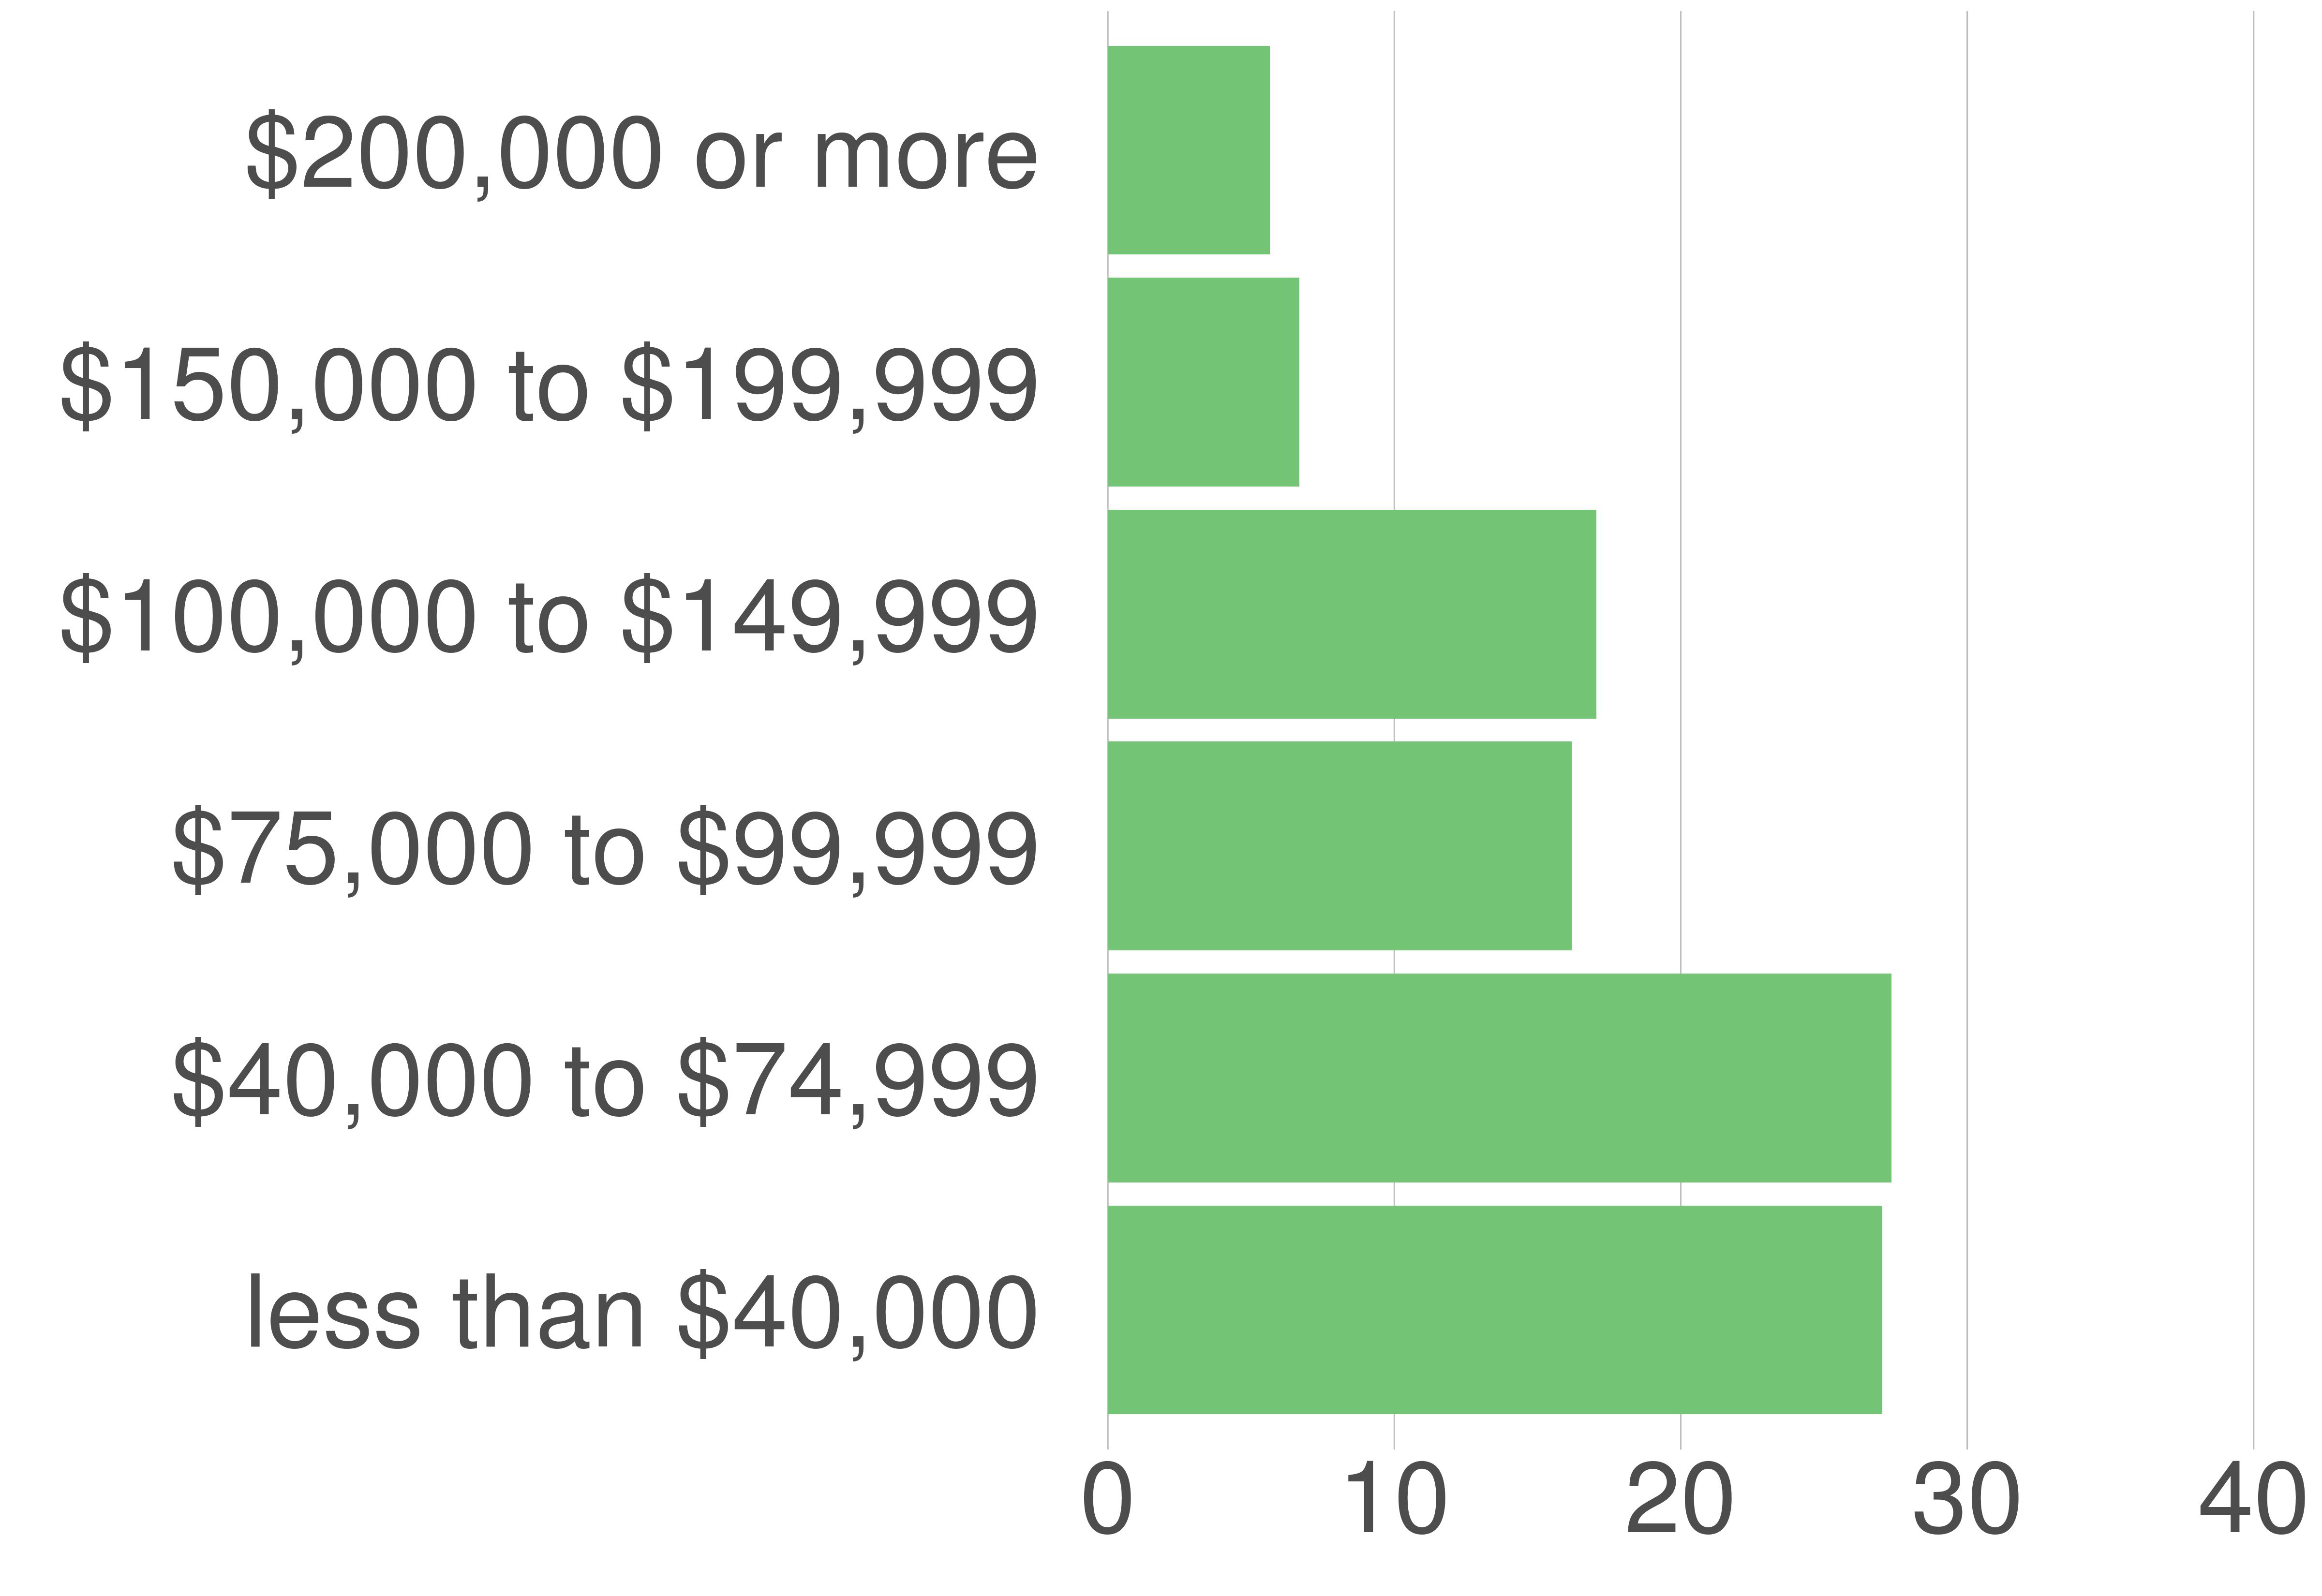 $200,000 or more
$150,000 to $199,999
$100,000 to $149,999
$75,000 to $99,999
$40,000 to $74,999
less than $40,000
0 10 20 30 40